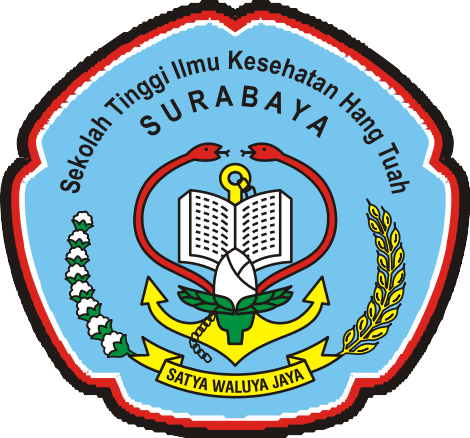 Sekolah Tinggi Ilmu Kesehatan Hang Tuah
SURABAYA
SATYA WALUYA JAYA